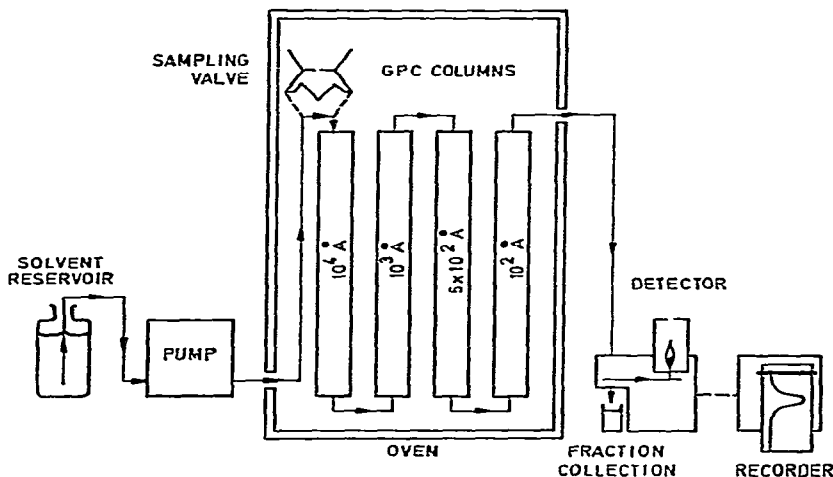 SAMPLING
VALVE
GPC COLUMNS
10⁴ Å
10³ Å
5x10² Å
10² Å
SOLVENT
RESERVOIR
PUMP
DETECTOR
OVEN
FRACTION
COLLECTION
RECORDER